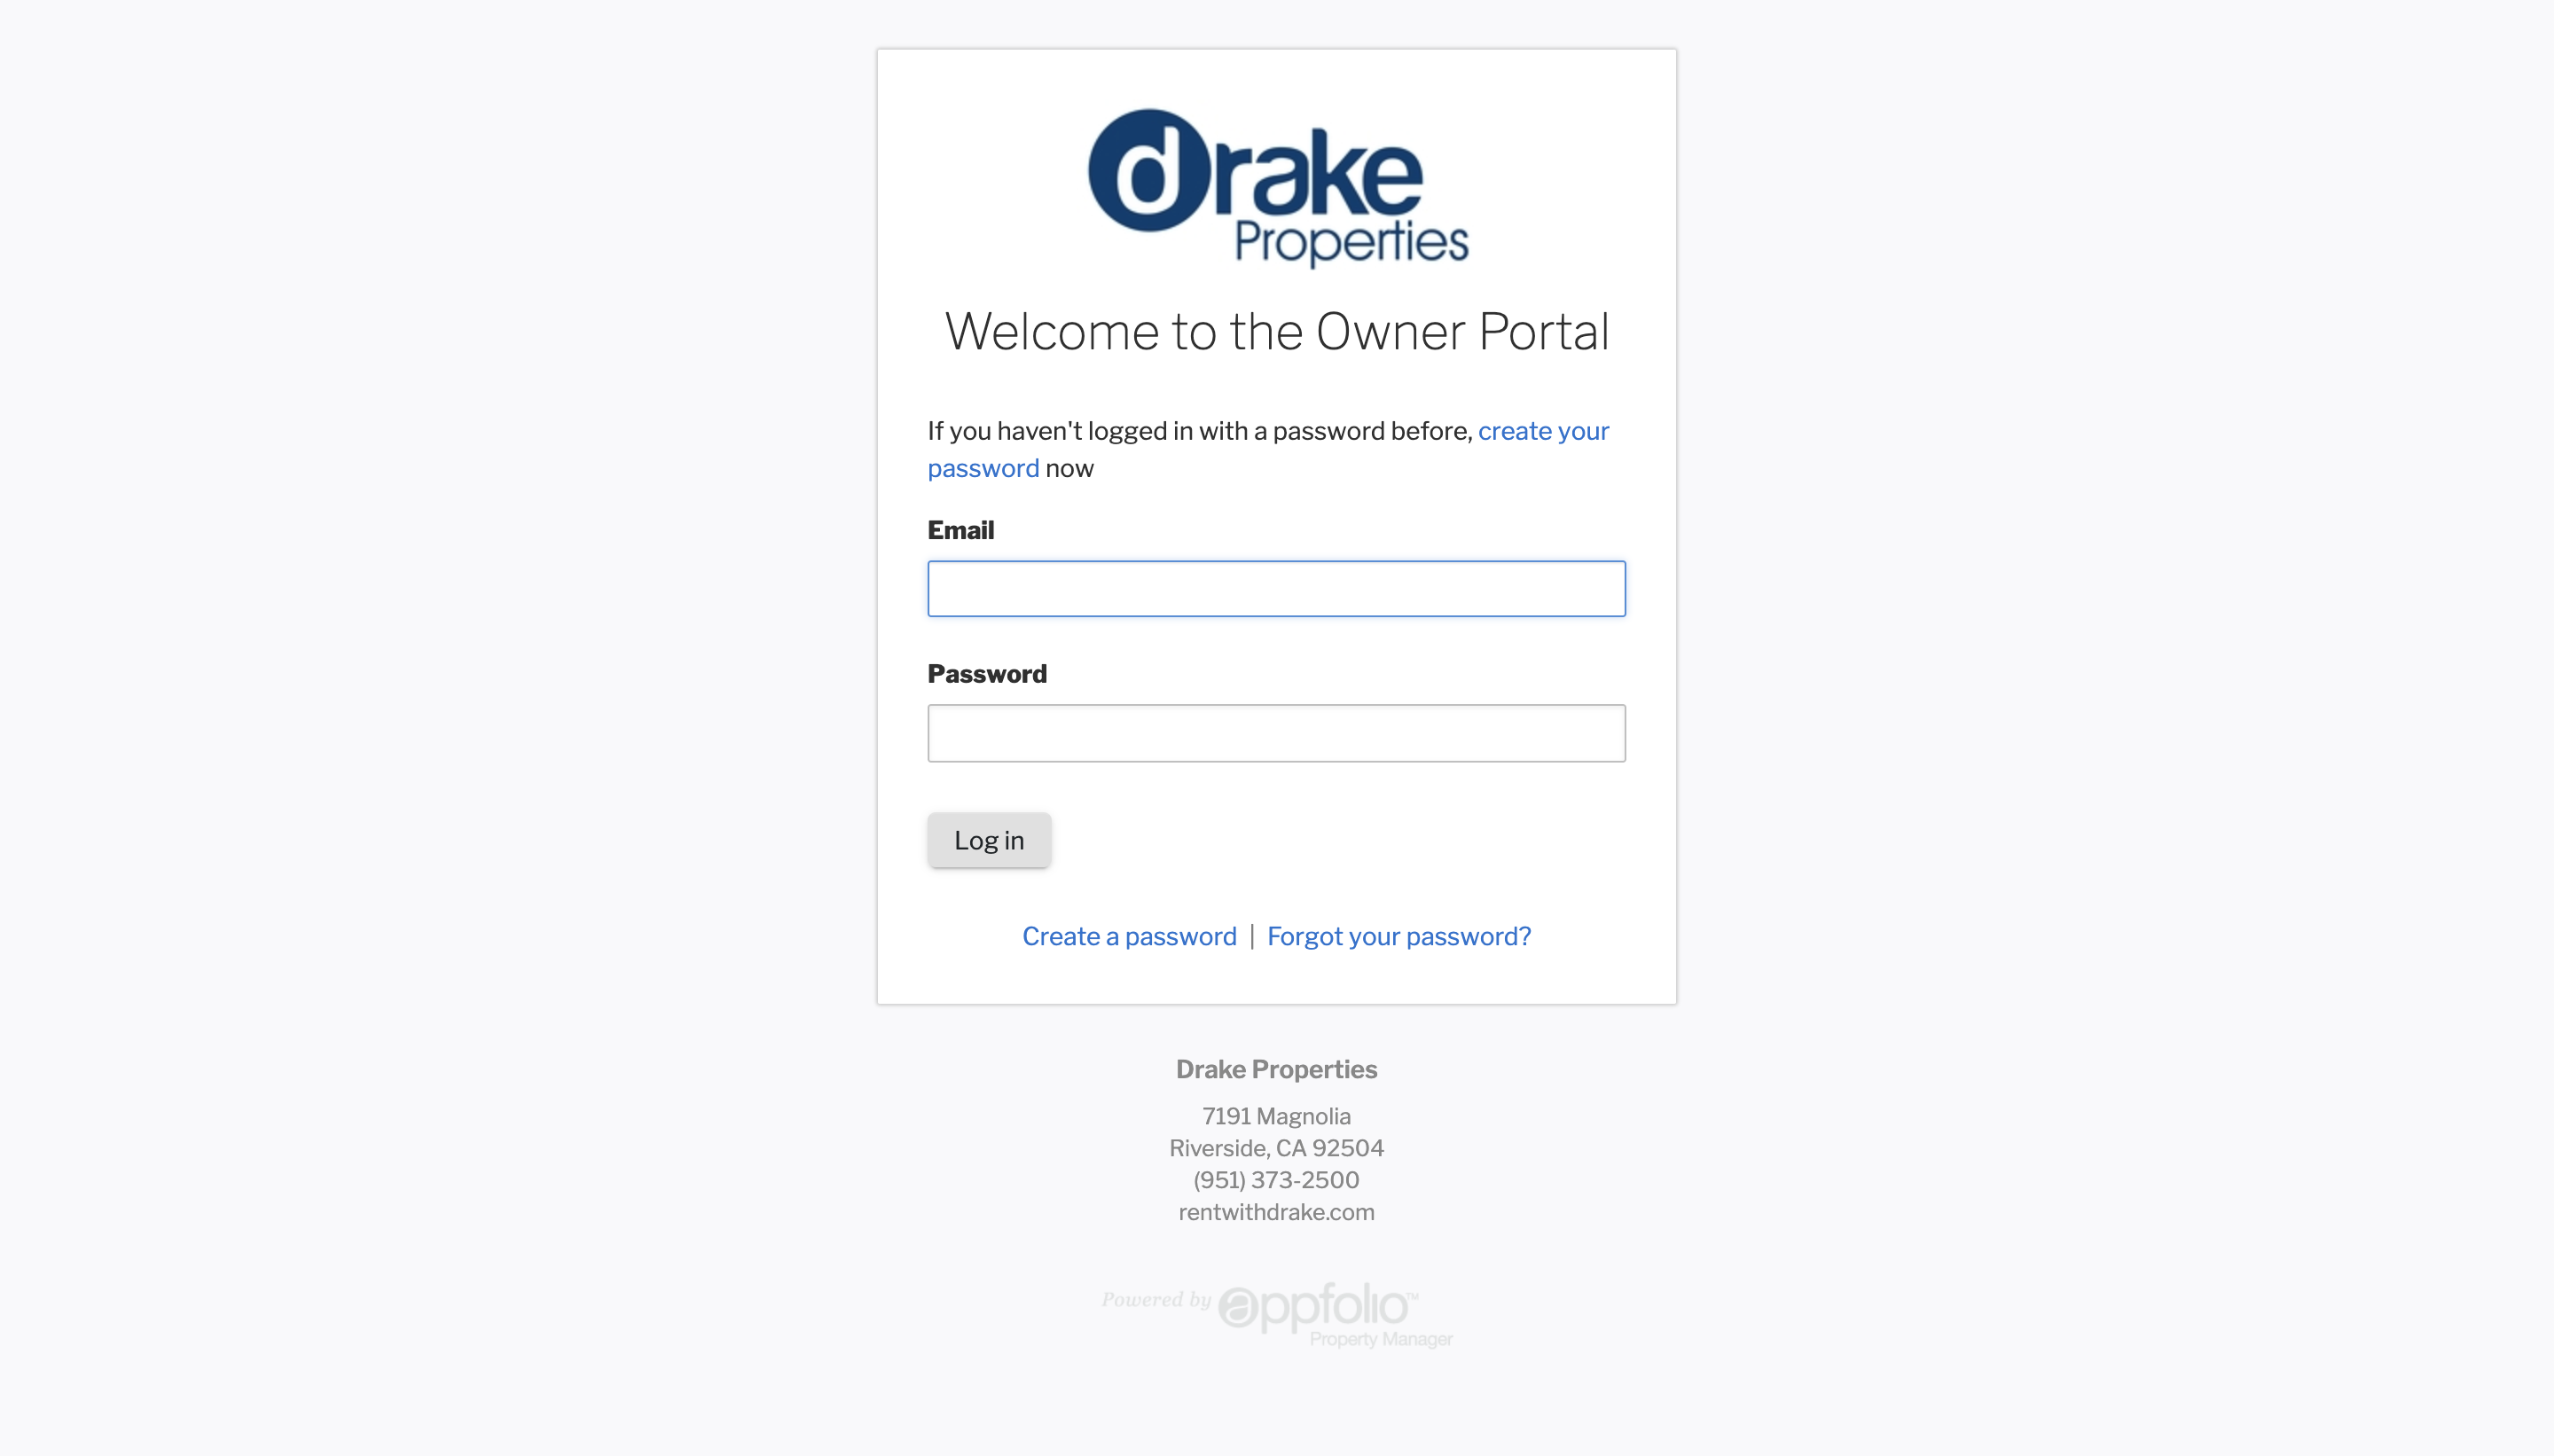 drake
Properties
Welcome to the Owner Portal
If you haven't logged in with a password before, create your
password now
Email
Password
Log in
Create a password | Forgot your password?
Drake Properties
7191 Magnolia
Riverside, CA 92504
(951) 373-2500
rentwithdrake.com
Powered by appfolio™
Property Manager